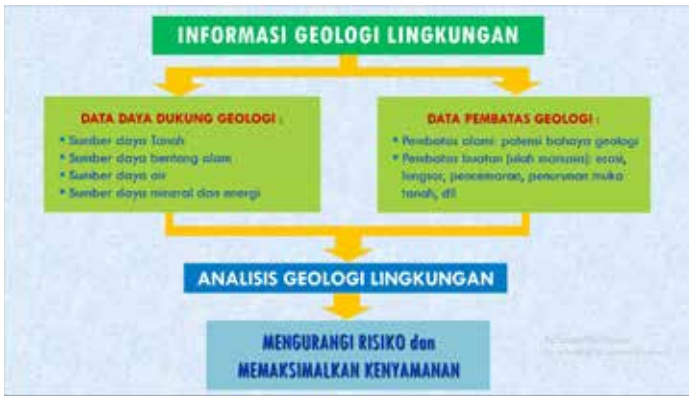 INFORMASI GEOLOGI LINGKUNGAN
DATA DAYA DUKUNG GEOLOGI :
• Sumber daya Tanah
• Sumber daya bentang alam
• Sumber daya air
• Sumber daya mineral dan energi
DATA PEMBATAS GEOLOGI :
• Pembatas alami: potensi bahaya geologi
• Pembatas buatan (ulah manusia): erosi,
longsor, pencemaran, penurunan muka
tanah, dll
ANALISIS GEOLOGI LINGKUNGAN
MENGURANGI RISIKO dan
MEMAKSIMALKAN KENYAMANAN